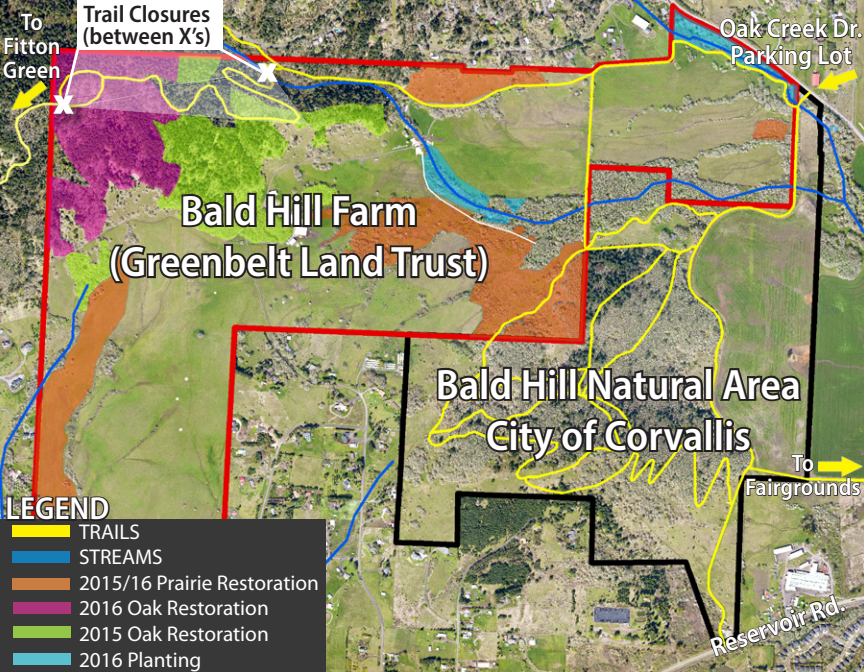 To
Fitton
Green
Trail Closures
(between X's)
Oak Creek Dr.
Parking Lot
X
X
Bald Hill Farm
(Greenbelt Land Trust)
Bald Hill Natural Area
City of Corvallis
To
Fairgrounds
Reservoir Rd.
LEGEND
TRAILS
STREAMS
2015/16 Prairie Restoration
2016 Oak Restoration
2015 Oak Restoration
2016 Planting